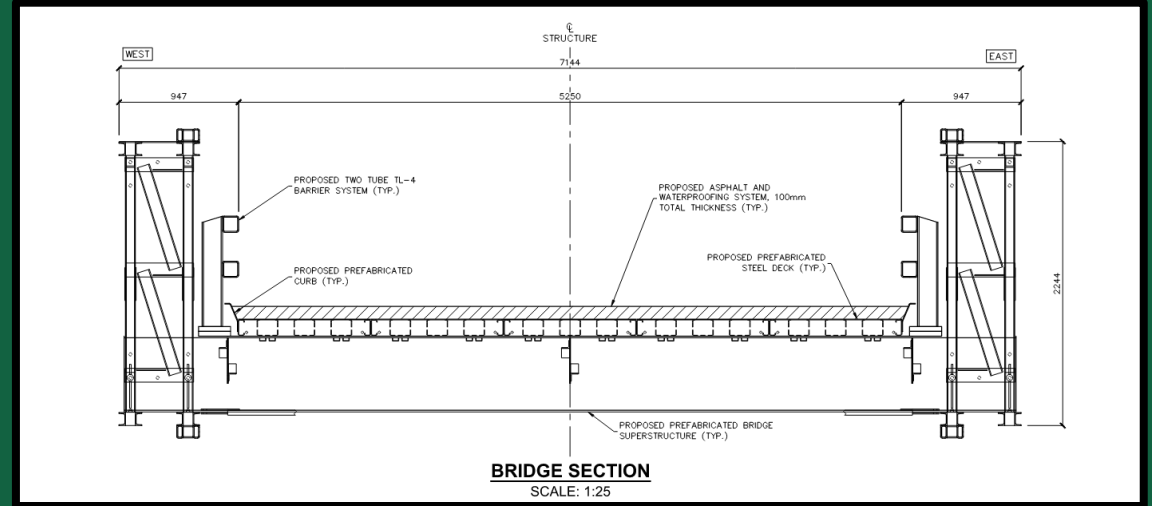 ℄
STRUCTURE
WEST
EAST
7144
947
5250
947
PROPOSED TWO TUBE TL-4
BARRIER SYSTEM (TYP.)
PROPOSED ASPHALT AND
WATERPROOFING SYSTEM, 100mm
TOTAL THICKNESS (TYP.)
PROPOSED PREFABRICATED
CURB (TYP.)
PROPOSED PREFABRICATED
STEEL DECK (TYP.)
2244
PROPOSED PREFABRICATED BRIDGE
SUPERSTRUCTURE (TYP.)
BRIDGE SECTION
SCALE: 1:25